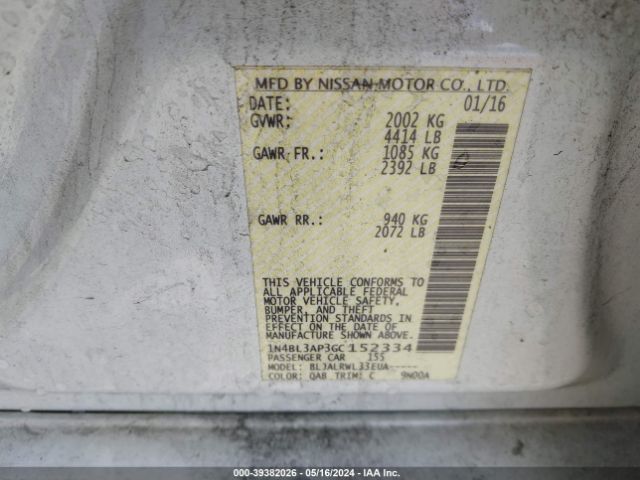 MFD BY NISSAN MOTOR CO., LTD.
DATE: 01/16
GVWR: 2002 KG
4414 LB
GAWR FR.: 1085 KG
2392 LB
GAWR RR.: 940 KG
2072 LB
THIS VEHICLE CONFORMS TO
ALL APPLICABLE FEDERAL
MOTOR VEHICLE SAFETY,
BUMPER, AND THEFT
PREVENTION STANDARDS IN
EFFECT ON THE DATE OF
MANUFACTURE SHOWN ABOVE.
1N4BL3AP3GC152334
PASSENGER CAR 155
MODEL: BLJALRWL33EUA-----
COLOR: QAB TRIM: C 9N00A
000-39382026 - 05/16/2024 - IAA Inc.